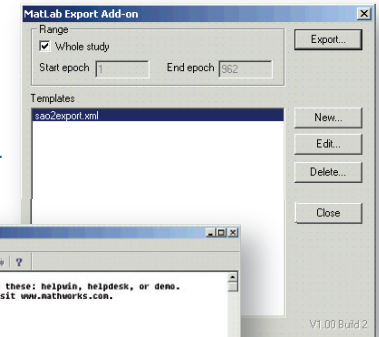 MatLab Export Add-on
Range
Whole study
Export...
Start epoch 1 End epoch 962
Templates
sao2export.xml
New...
Edit...
Delete...
Close
?
these: helpwin, helpdesk, or demo.
sit www.mathworks.com.
V1.00 Build 2